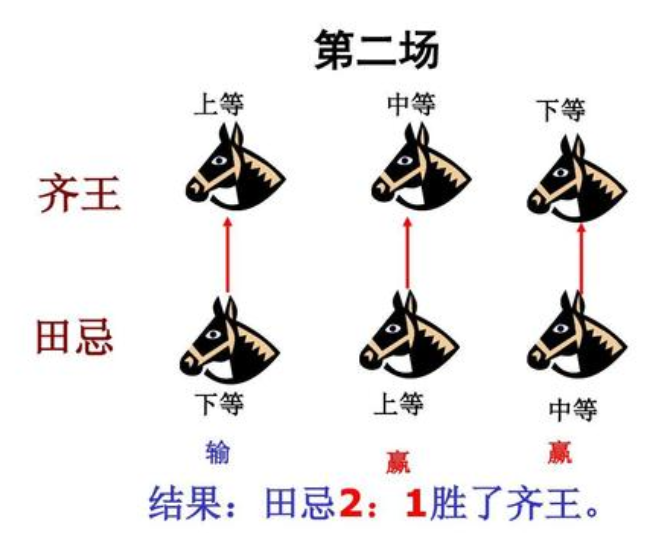 第二场
上等 中等 下等
齐王
田忌
下等 上等 中等
输 赢 赢
结果：田忌2：1胜了齐王。